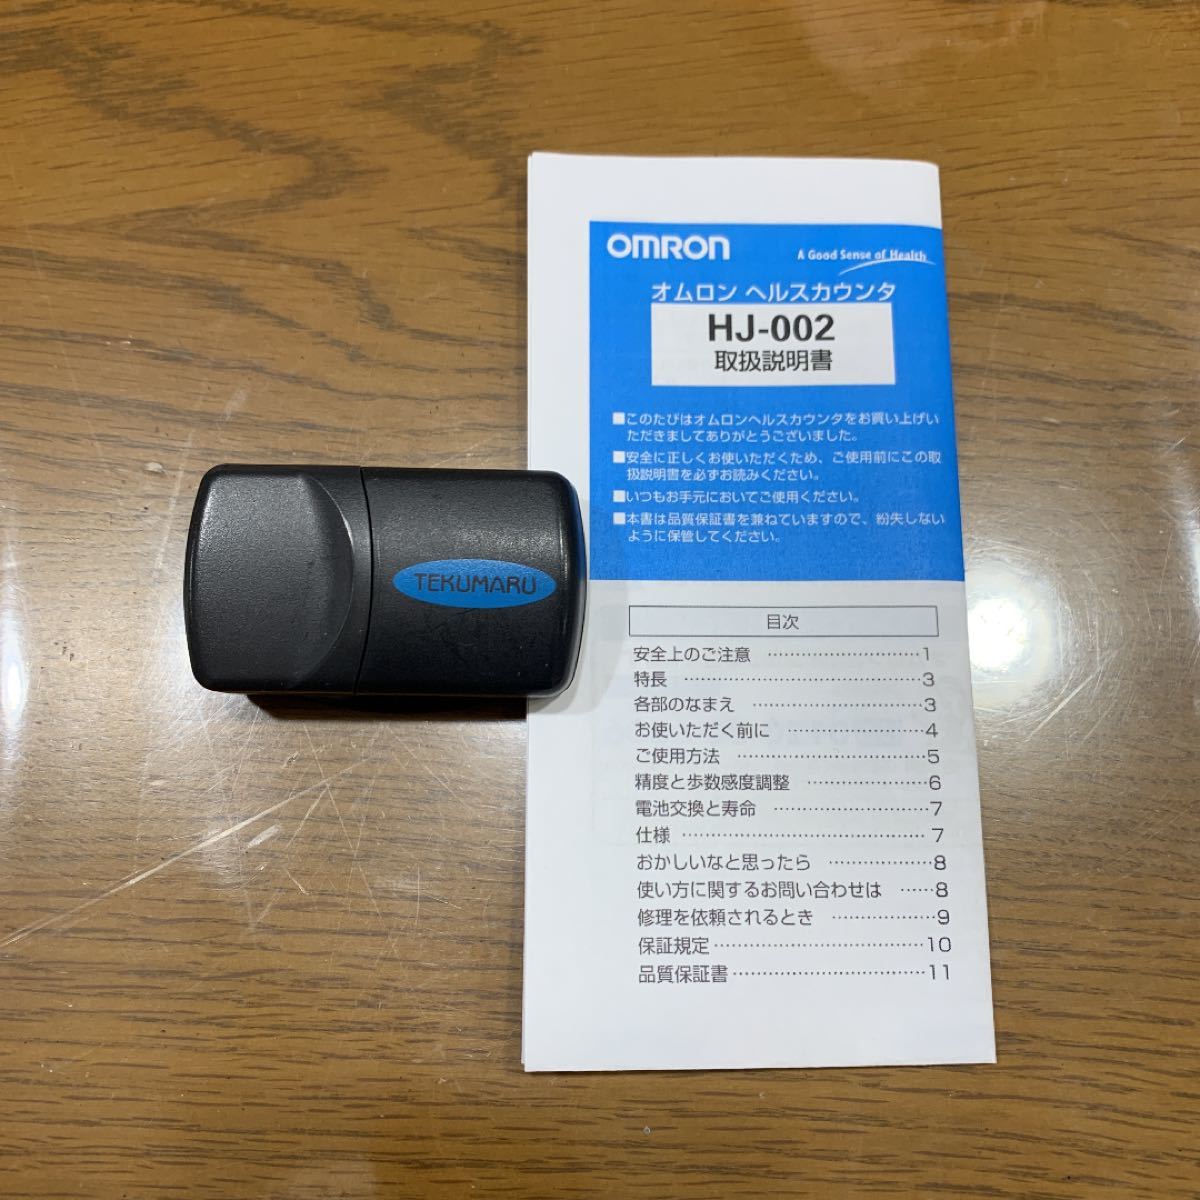 TEKUMARU
OMRON
A Good Sense of Health
オムロン ヘルスカウンタ
HJ-002
取扱説明書
■このたびはオムロンヘルスカウンタをお買い上げい
ただきましてありがとうございました。
■安全に正しくお使いただくため、ご使用前にこの取
扱説明書を必ずお読みください。
■いつもお手元においてご使用ください。
■本書は品質保証書を兼ねていますので、紛失しない
ように保管してください。
目次
安全上のご注意 …………………………1
特長 …………………………………………3
各部のなまえ ……………………………3
お使いただく前に ………………………4
ご使用方法 ………………………………5
精度と歩数感度調整 ……………………6
電池交換と寿命 …………………………7
仕様 ………………………………………7
おかしいなと思ったら …………………8
使い方に関するお問い合わせは ……8
修理を依頼されるとき …………………9
保証規定 …………………………………10
品質保証書 ………………………………11